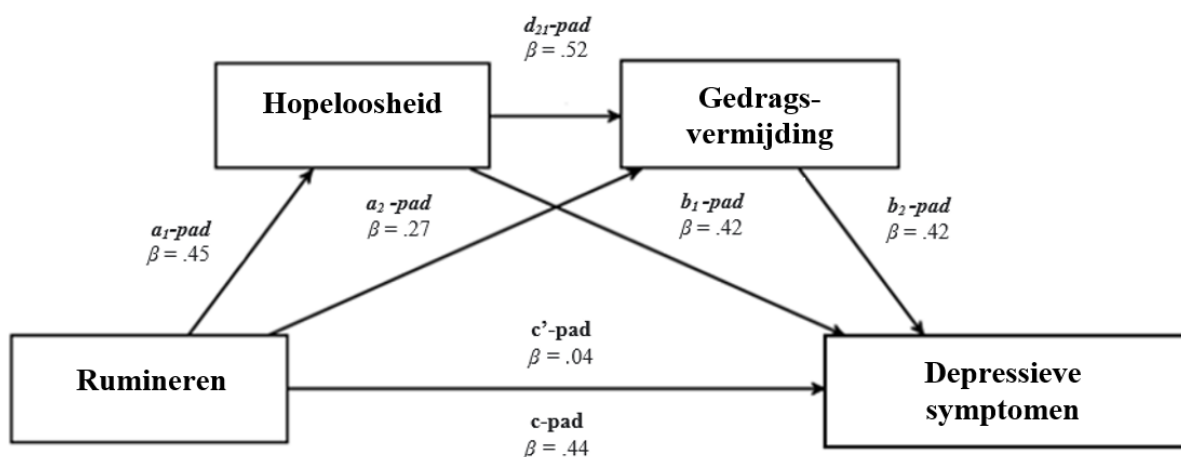 d21-pad
β = .52
Hopeloosheid
Gedrags-
vermijding
a1-pad
β = .45
a2 -pad
β = .27
b1-pad
β = .42
b2-pad
β = .42
Rumineren
c’-pad
β = .04
c-pad
β = .44
Depressieve
symptomen